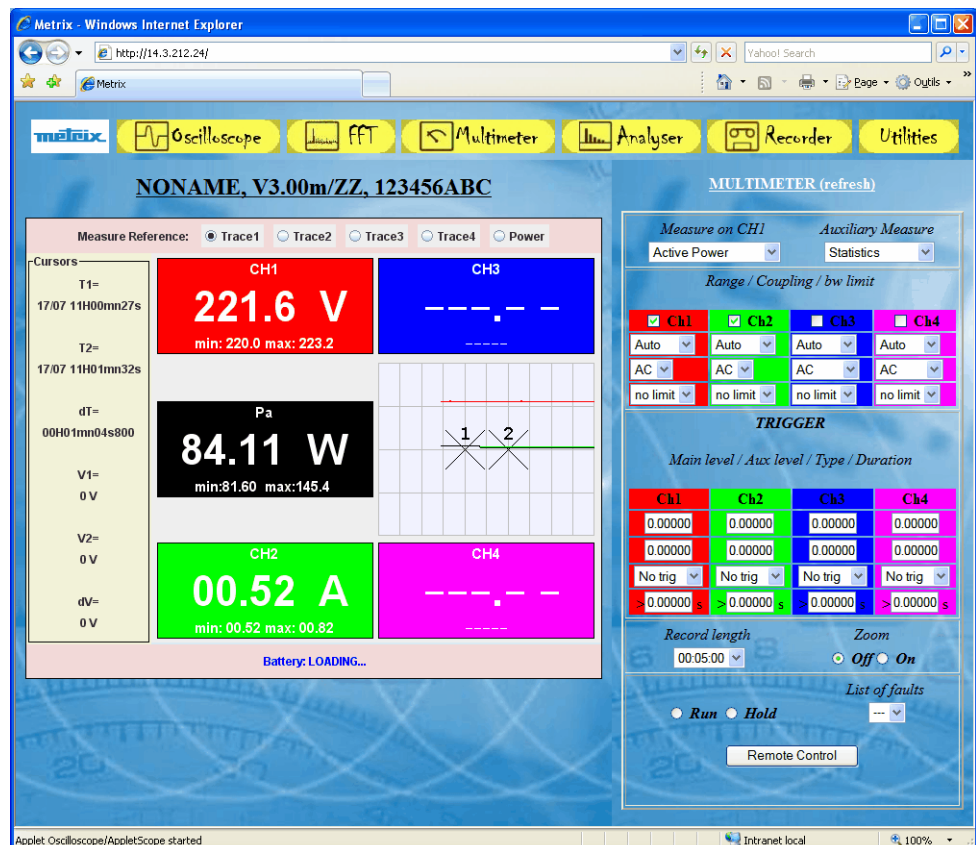 Metrix - Windows Internet Explorer
http://14.3.212.24/
Yahoo! Search
Metrix
Page
Outils
»
metrix
Oscilloscope
FFT
Multimeter
Analyser
Recorder
Utilities
NONAME, V3.00m/ZZ, 123456ABC
Measure Reference: Trace1 Trace2 Trace3 Trace4 Power
Cursors
T1=
17/07 11H00mn27s
T2=
17/07 11H01mn32s
dT=
00H01mn04s800
V1=
0 V
V2=
0 V
dV=
0 V
CH1
221.6 V
min: 220.0 max: 223.2
CH3
---.- -
-----
Pa
84.11 W
min:81.60 max:145.4
1 2
CH2
00.52 A
min: 00.52 max: 00.82
CH4
---.- -
-----
Battery: LOADING...
MULTIMETER (refresh)
Measure on CH1 Auxiliary Measure
Active Power Statistics
Range / Coupling / bw limit
Ch1 Ch2 Ch3 Ch4
Auto Auto Auto Auto
AC AC AC AC
no limit no limit no limit no limit
TRIGGER
Main level / Aux level / Type / Duration
Ch1 Ch2 Ch3 Ch4
0.00000 0.00000 0.00000 0.00000
0.00000 0.00000 0.00000 0.00000
No trig No trig No trig No trig
> 0.00000 s > 0.00000 s > 0.00000 s > 0.00000 s
Record length Zoom
00:05:00 Off On
List of faults
Run Hold ---
Remote Control
Applet Oscilloscope/AppletScope started
Intranet local
100%